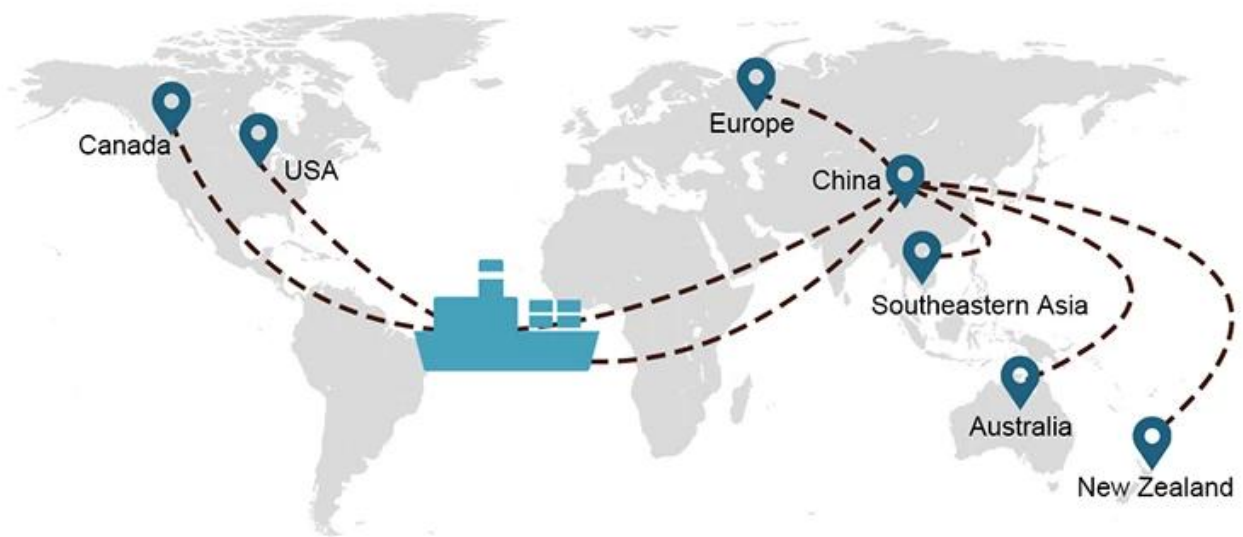 Canada
USA
Europe
China
Southeastern Asia
Australia
New Zealand